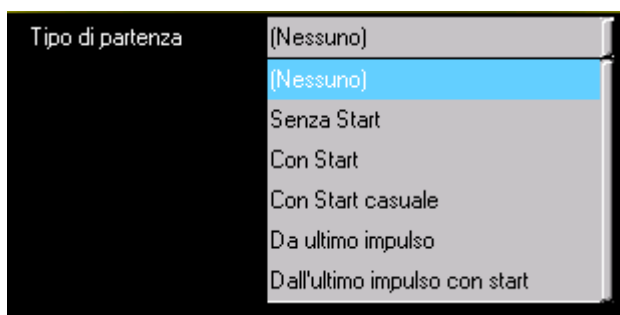 Tipo di partenza (Nessuno)
(Nessuno)
Senza Start
Con Start
Con Start casuale
Da ultimo impulso
Dall'ultimo impulso con start